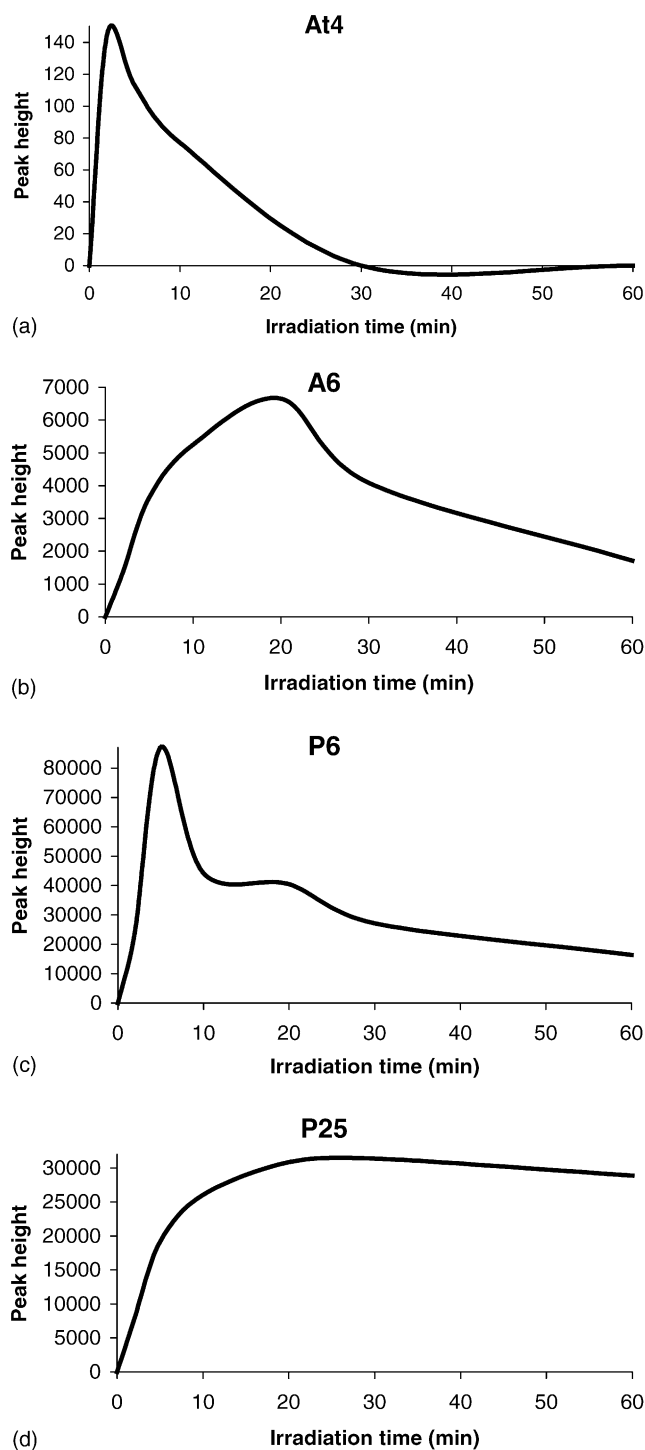 At4
140
120
100
80
60
40
20
0
Peak height
0 10 20 30 40 50 60
Irradiation time (min)
(a)
A6
7000
6000
5000
4000
3000
2000
1000
0
Peak height
0 10 20 30 40 50 60
Irradiation time (min)
(b)
P6
80000
70000
60000
50000
40000
30000
20000
10000
0
Peak height
0 10 20 30 40 50 60
Irradiation time (min)
(c)
P25
30000
25000
20000
15000
10000
5000
0
Peak height
0 10 20 30 40 50 60
Irradiation time (min)
(d)